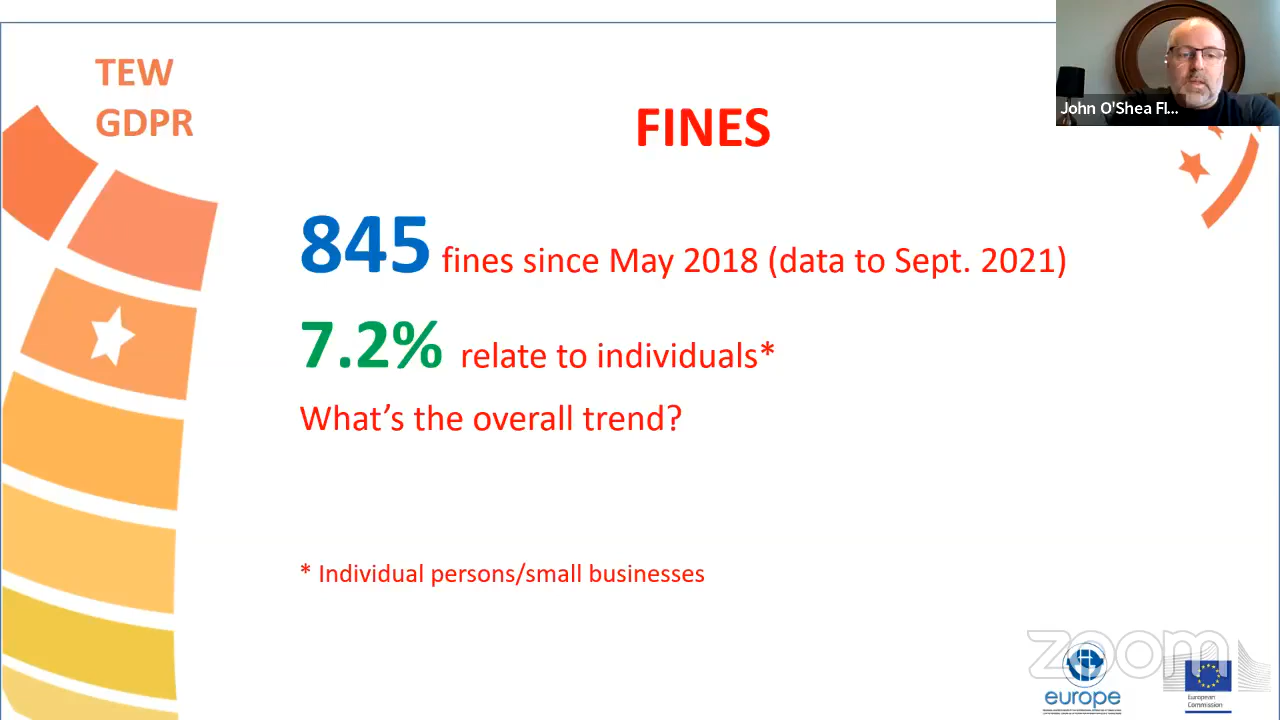 TEW
GDPR
FINES
John O'Shea Fl...
845 fines since May 2018 (data to Sept. 2021)
7.2% relate to individuals*
What's the overall trend?
* Individual persons/small businesses
zoom
europe
European
Commission